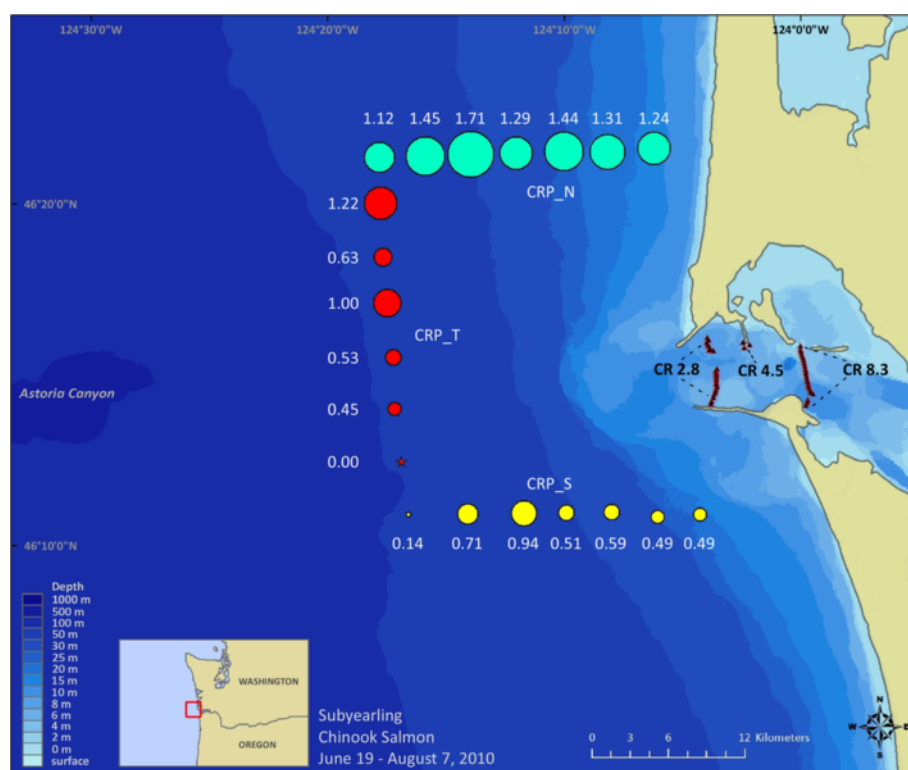 124°30'0"W 124°20'0"W 124°10'0"W 124°0'0"W
1.12 1.45 1.71 1.29 1.44 1.31 1.24
CRP_N
46°20'0"N 1.22
0.63
1.00
CRP_T
0.53
CR 2.8 CR 4.5 CR 8.3
Astoria Canyon
0.45
0.00
CRP_S
46°10'0"N
0.14 0.71 0.94 0.51 0.59 0.49 0.49
Depth
1000 m
500 m
100 m
50 m
30 m
25 m
20 m
15 m
10 m
8 m
6 m
4 m
2 m
0 m
surface
WASHINGTON
OREGON
Subyearling
Chinook Salmon
June 19 - August 7, 2010
0 3 6 12 Kilometers
N
W E
S